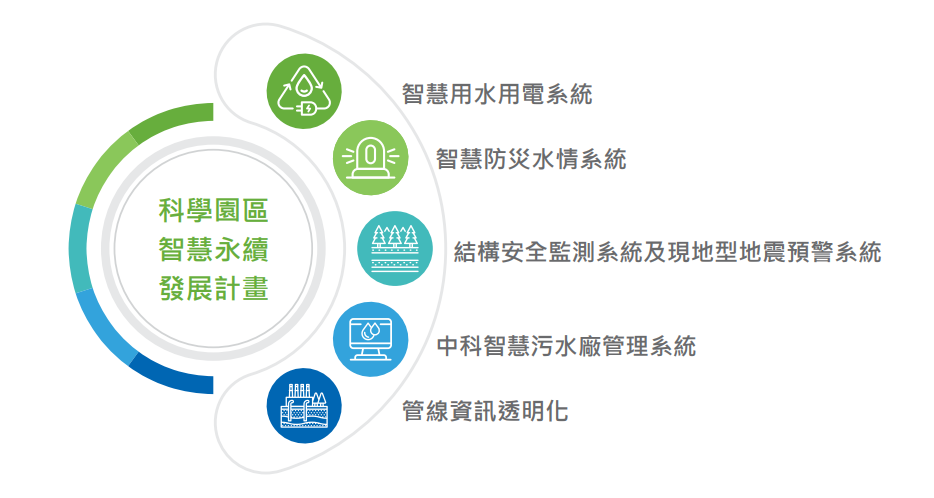 科學園區
智慧永續
發展計畫
智慧用水用電系統
智慧防災水情系統
結構安全監測系統及現地型地震預警系統
中科智慧污水廠管理系統
管線資訊透明化